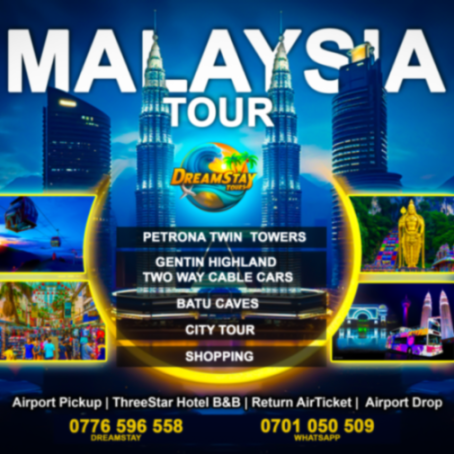 MALAYSIA
TOUR
DREAMSTAY
TOURS
PETRONA TWIN TOWERS
GENTIN HIGHLAND
TWO WAY CABLE CARS
BATU CAVES
CITY TOUR
SHOPPING
Airport Pickup | ThreeStar Hotel B&B | Return AirTicket | Airport Drop
0776 596 558 0701 050 509
DREAMSTAY WHATSAPP